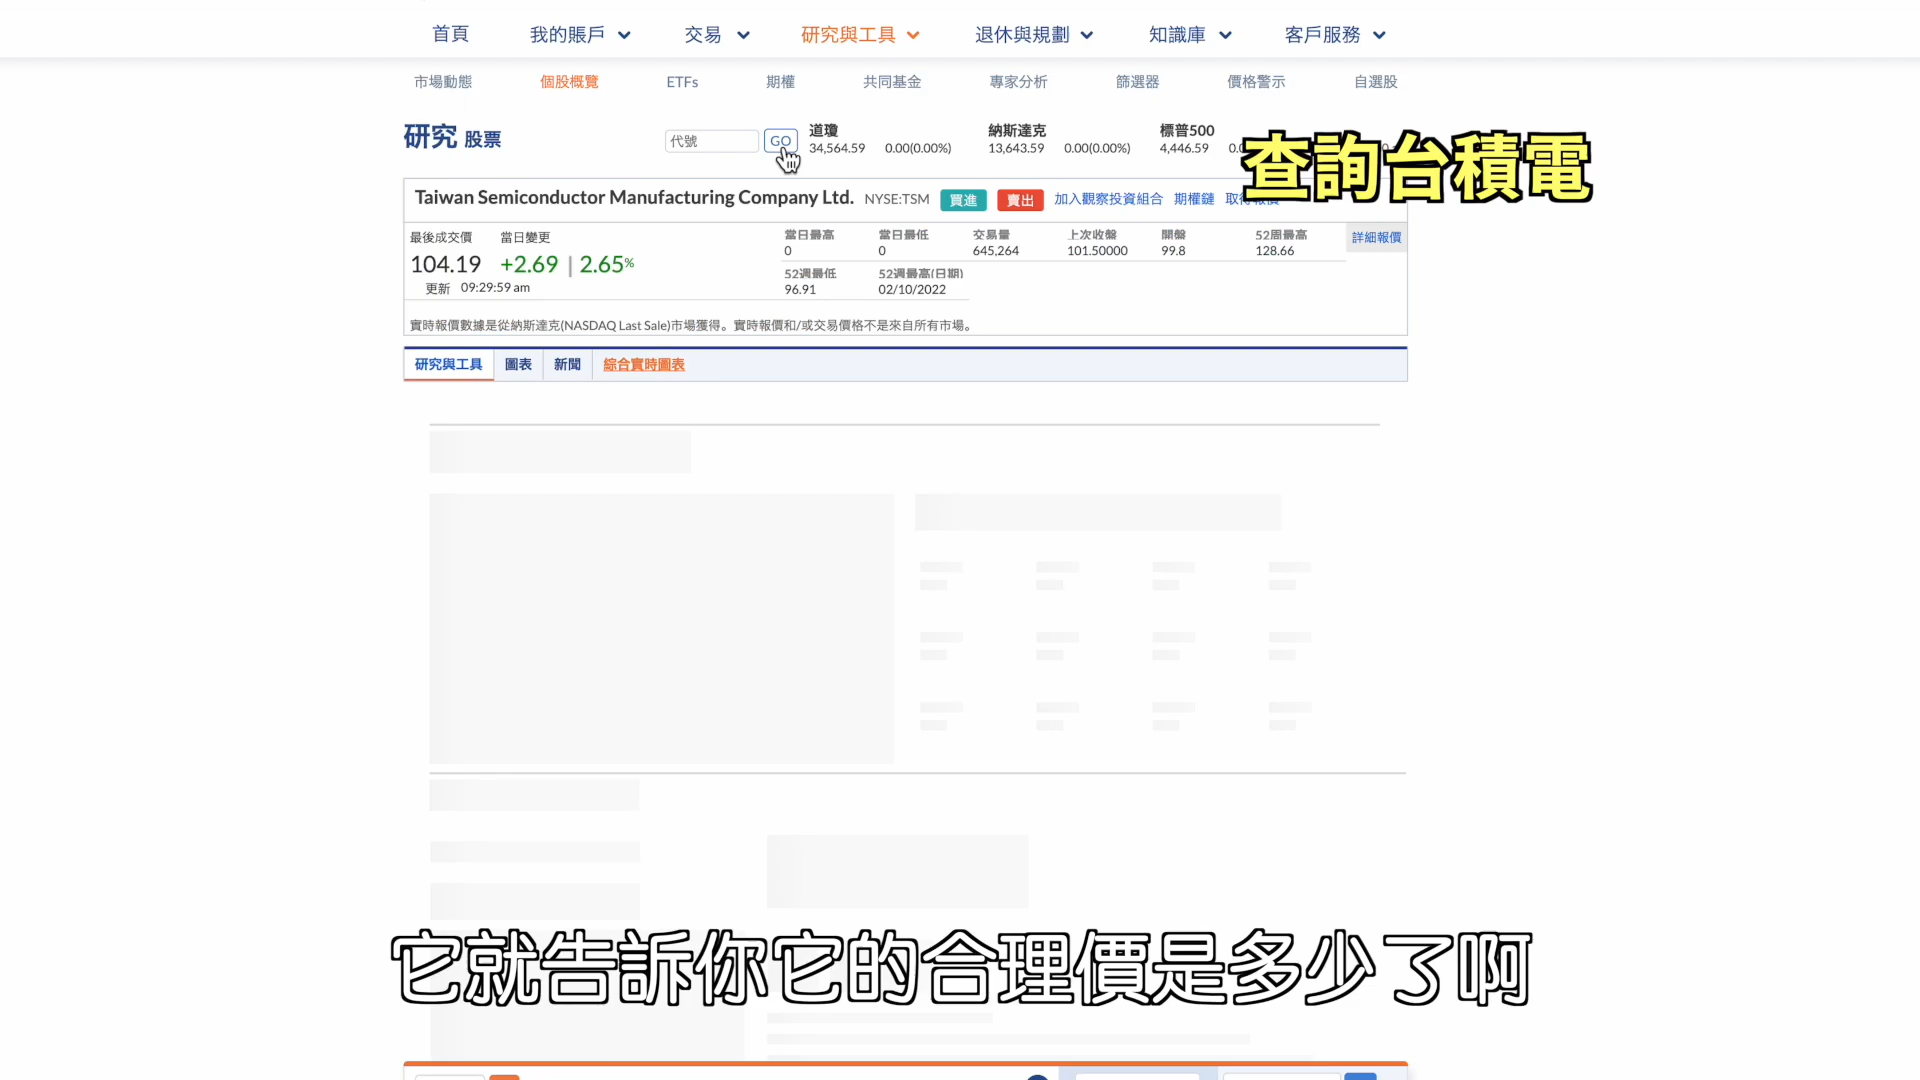 首頁 我的賬戶 交易 研究與工具 退休與規劃 知識庫 客戶服務
市場動態 個股概覽 ETFs 期權 共同基金 專家分析 篩選器 價格警示 自選股
研究 股票 代號 GO
道瓊 納斯達克 標普500
34,564.59 0.00(0.00%) 13,643.59 0.00(0.00%) 4,446.59
查詢台積電
Taiwan Semiconductor Manufacturing Company Ltd. NYSE:TSM 買進 賣出 加入觀察投資組合 期權鏈 取得報價
最後成交價 當日變更 當日最高 當日最低 交易量 上次收盤 開盤 52周最高 詳細報價
104.19 +2.69 | 2.65% 0 0 645,264 101.50000 99.8 128.66
52週最低 52週最高(日期)
更新 09:29:59 am 96.91 02/10/2022
實時報價數據是從納斯達克(NASDAQ Last Sale)市場獲得。實時報價和/或交易價格不是來自所有市場。
研究與工具 圖表 新聞 綜合實時圖表
它就告訴你它的合理價是多少了啊